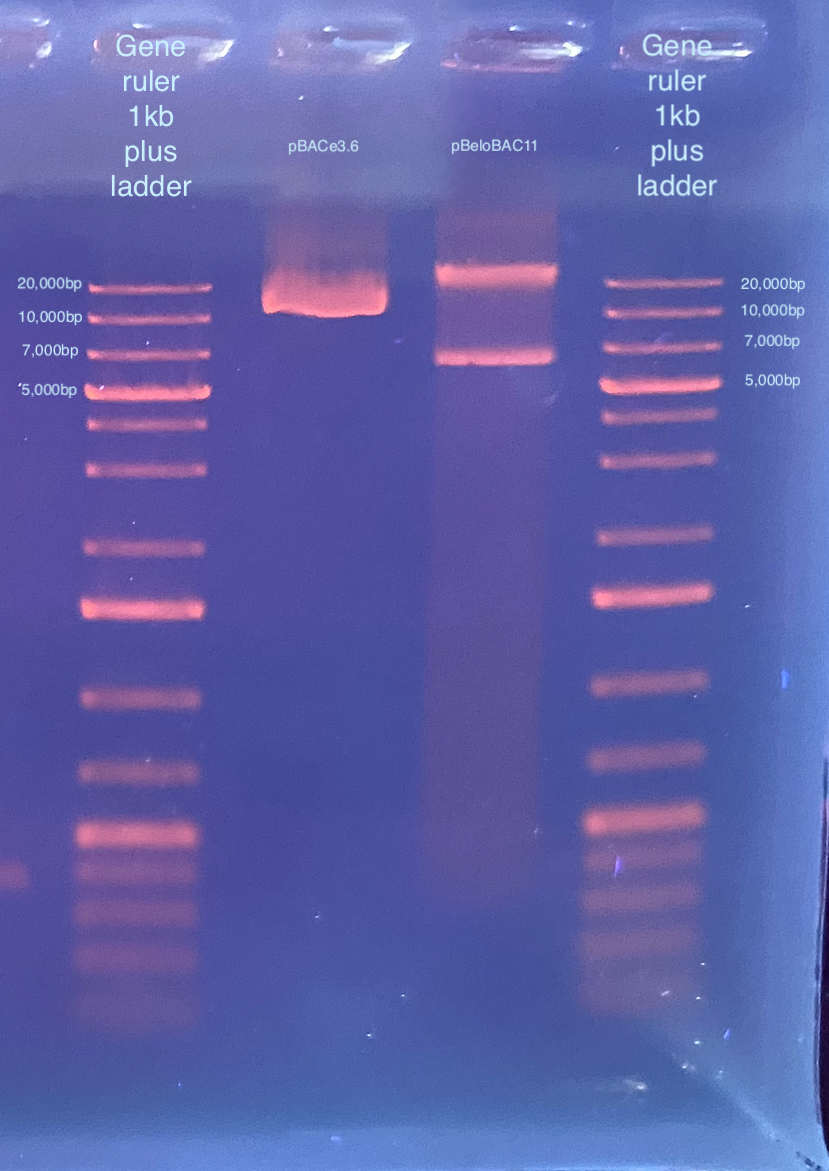 Gene
ruler
1kb
plus
ladder
pBACe3.6
pBeloBAC11
Gene
ruler
1kb
plus
ladder
20,000bp
10,000bp
7,000bp
5,000bp
20,000bp
10,000bp
7,000bp
5,000bp